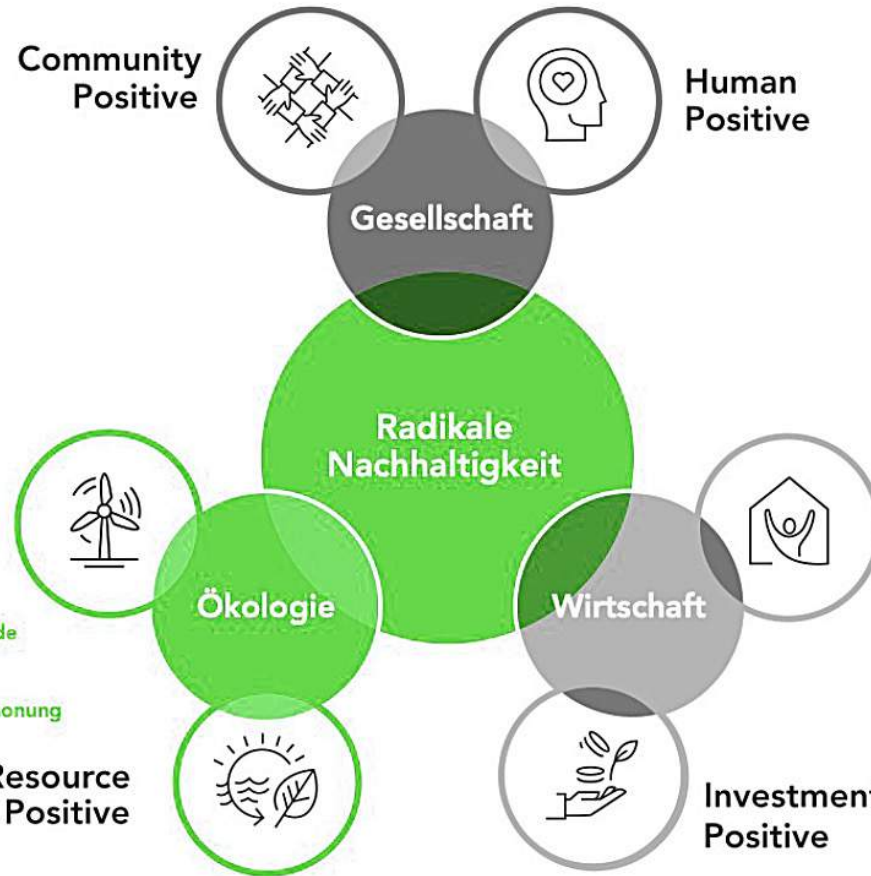 Community
Positive
Human
Positive
Gesellschaft
Radikale
Nachhaltigkeit
Ökologie
Wirtschaft
Resource
Positive
Investment
Positive